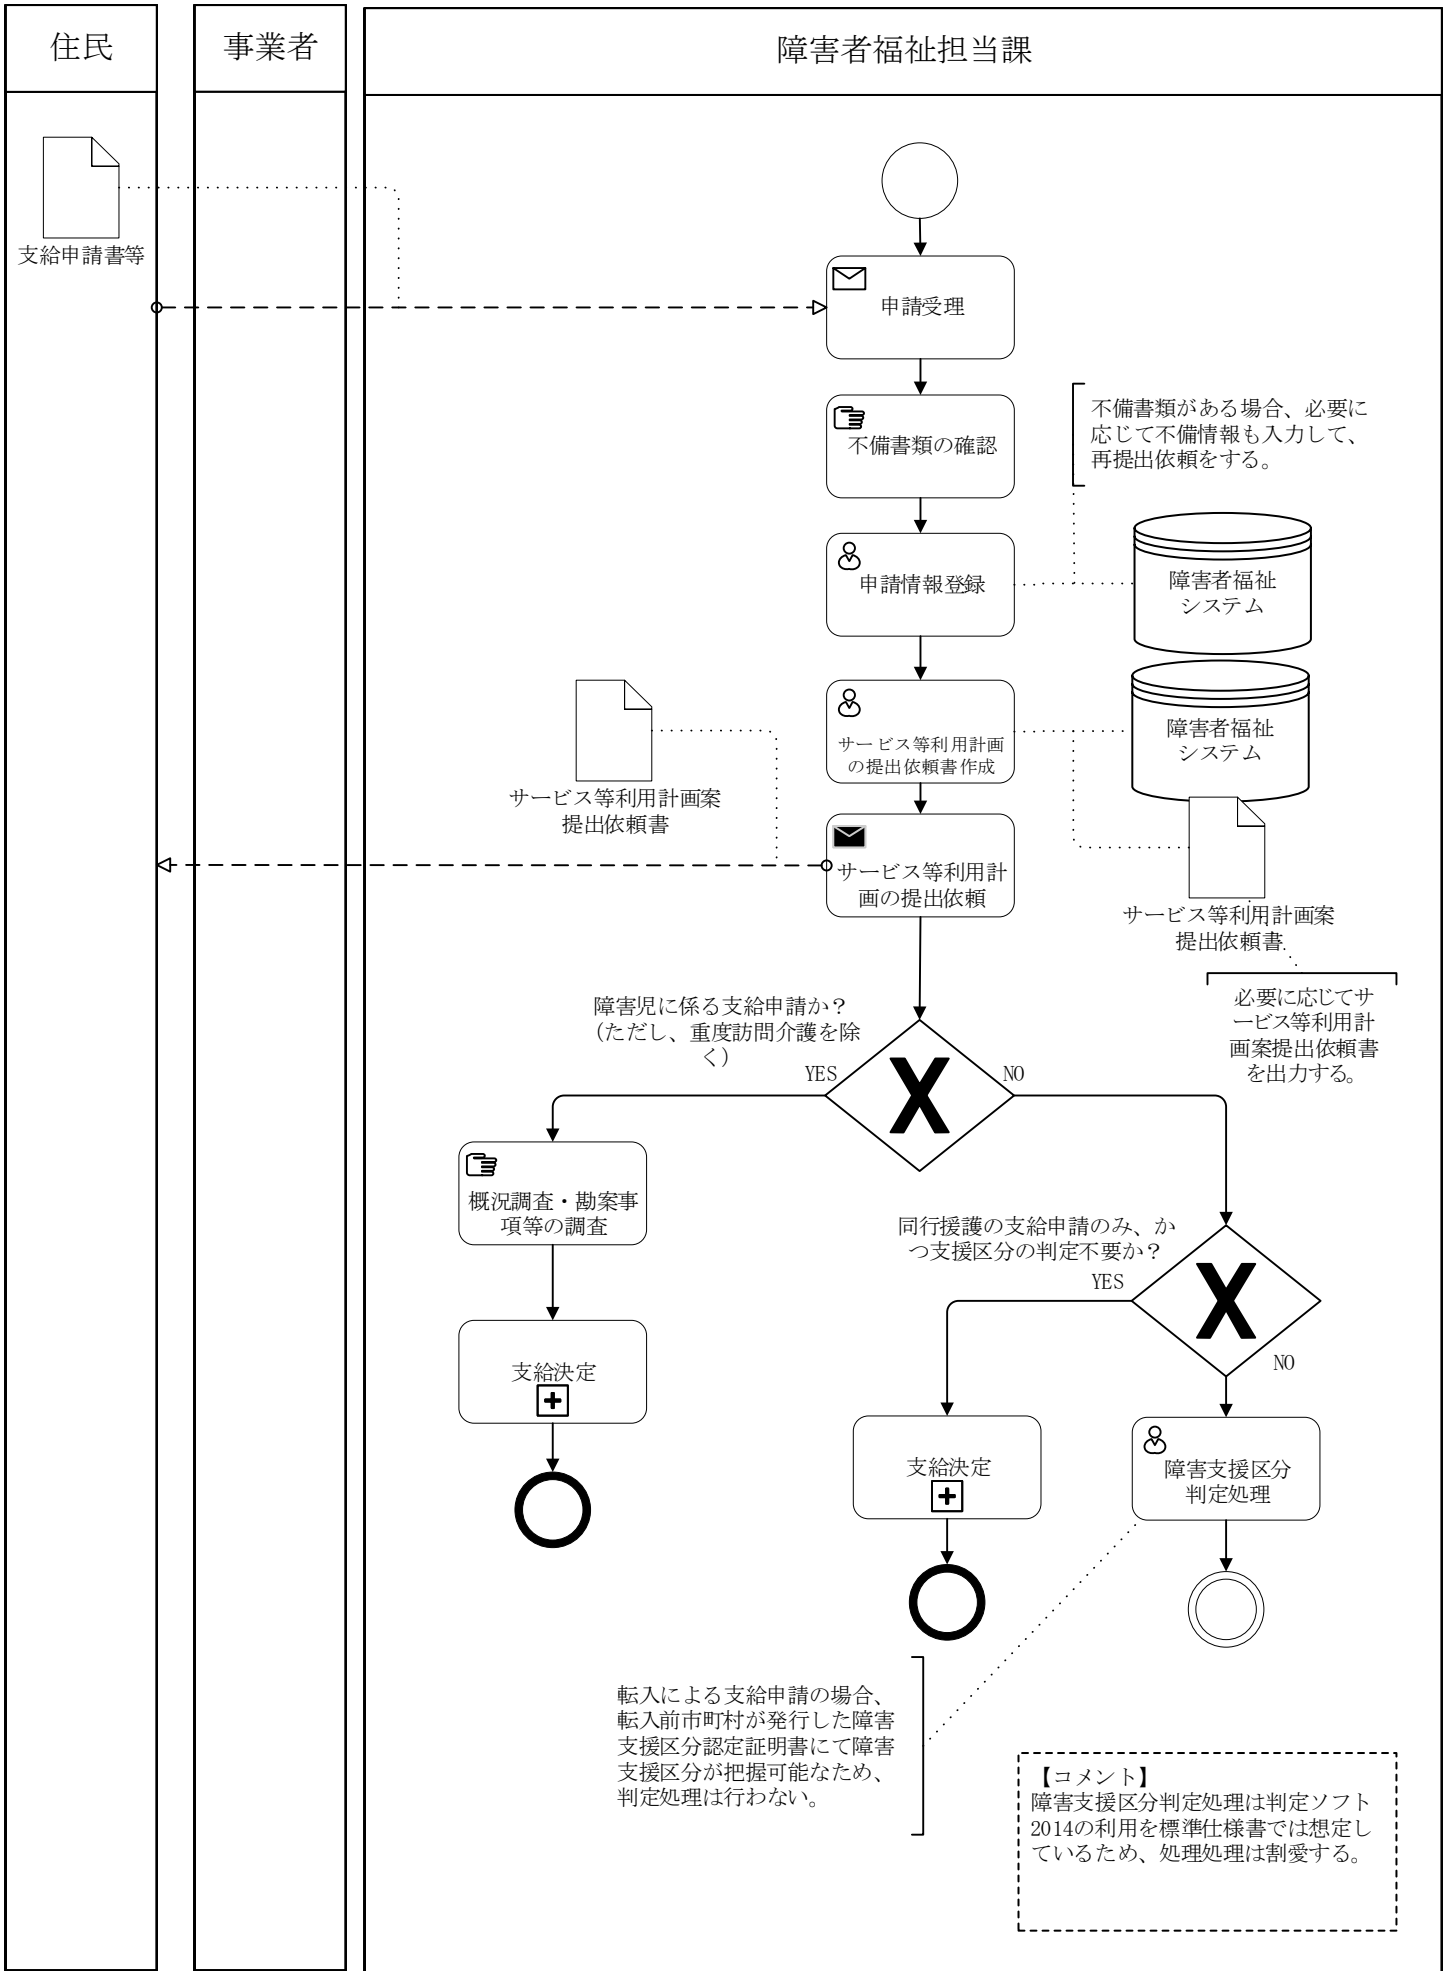 住民
事業者
障害者福祉担当課
支給申請書等
申請受理
不備書類の確認
不備書類がある場合、必要に
応じて不備情報も入力して、
再提出依頼をする。
申請情報登録
障害者福祉
システム
サービス等利用計画
の提出依頼書作成
障害者福祉
システム
サービス等利用計画案
提出依頼書
サービス等利用計
画の提出依頼
サービス等利用計画案
提出依頼書
必要に応じてサ
ービス等利用計
画案提出依頼書
を出力する。
障害児に係る支給申請か？
（ただし、重度訪問介護を除
く）
YES
NO
概況調査・勘案事
項等の調査
同行援護の支給申請のみ、か
つ支援区分の判定不要か？
YES
NO
支給決定
支給決定
障害支援区分
判定処理
転入による支給申請の場合、
転入前市町村が発行した障害
支援区分認定証明書にて障害
支援区分が把握可能なため、
判定処理は行わない。
【コメント】
障害支援区分判定処理は判定ソフト
2014の利用を標準仕様書では想定し
ているため、処理処理は割愛する。